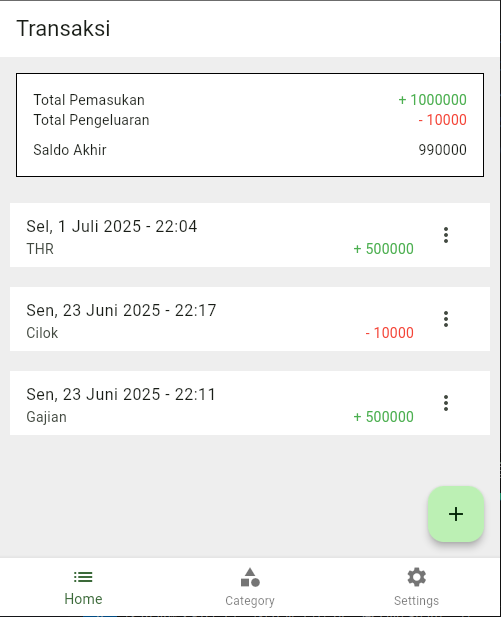 Transaksi
Total Pemasukan + 1000000
Total Pengeluaran - 10000
Saldo Akhir 990000
Sel, 1 Juli 2025 - 22:04
THR + 500000
Sen, 23 Juni 2025 - 22:17
Cilok - 10000
Sen, 23 Juni 2025 - 22:11
Gajian + 500000
+
Home Category Settings